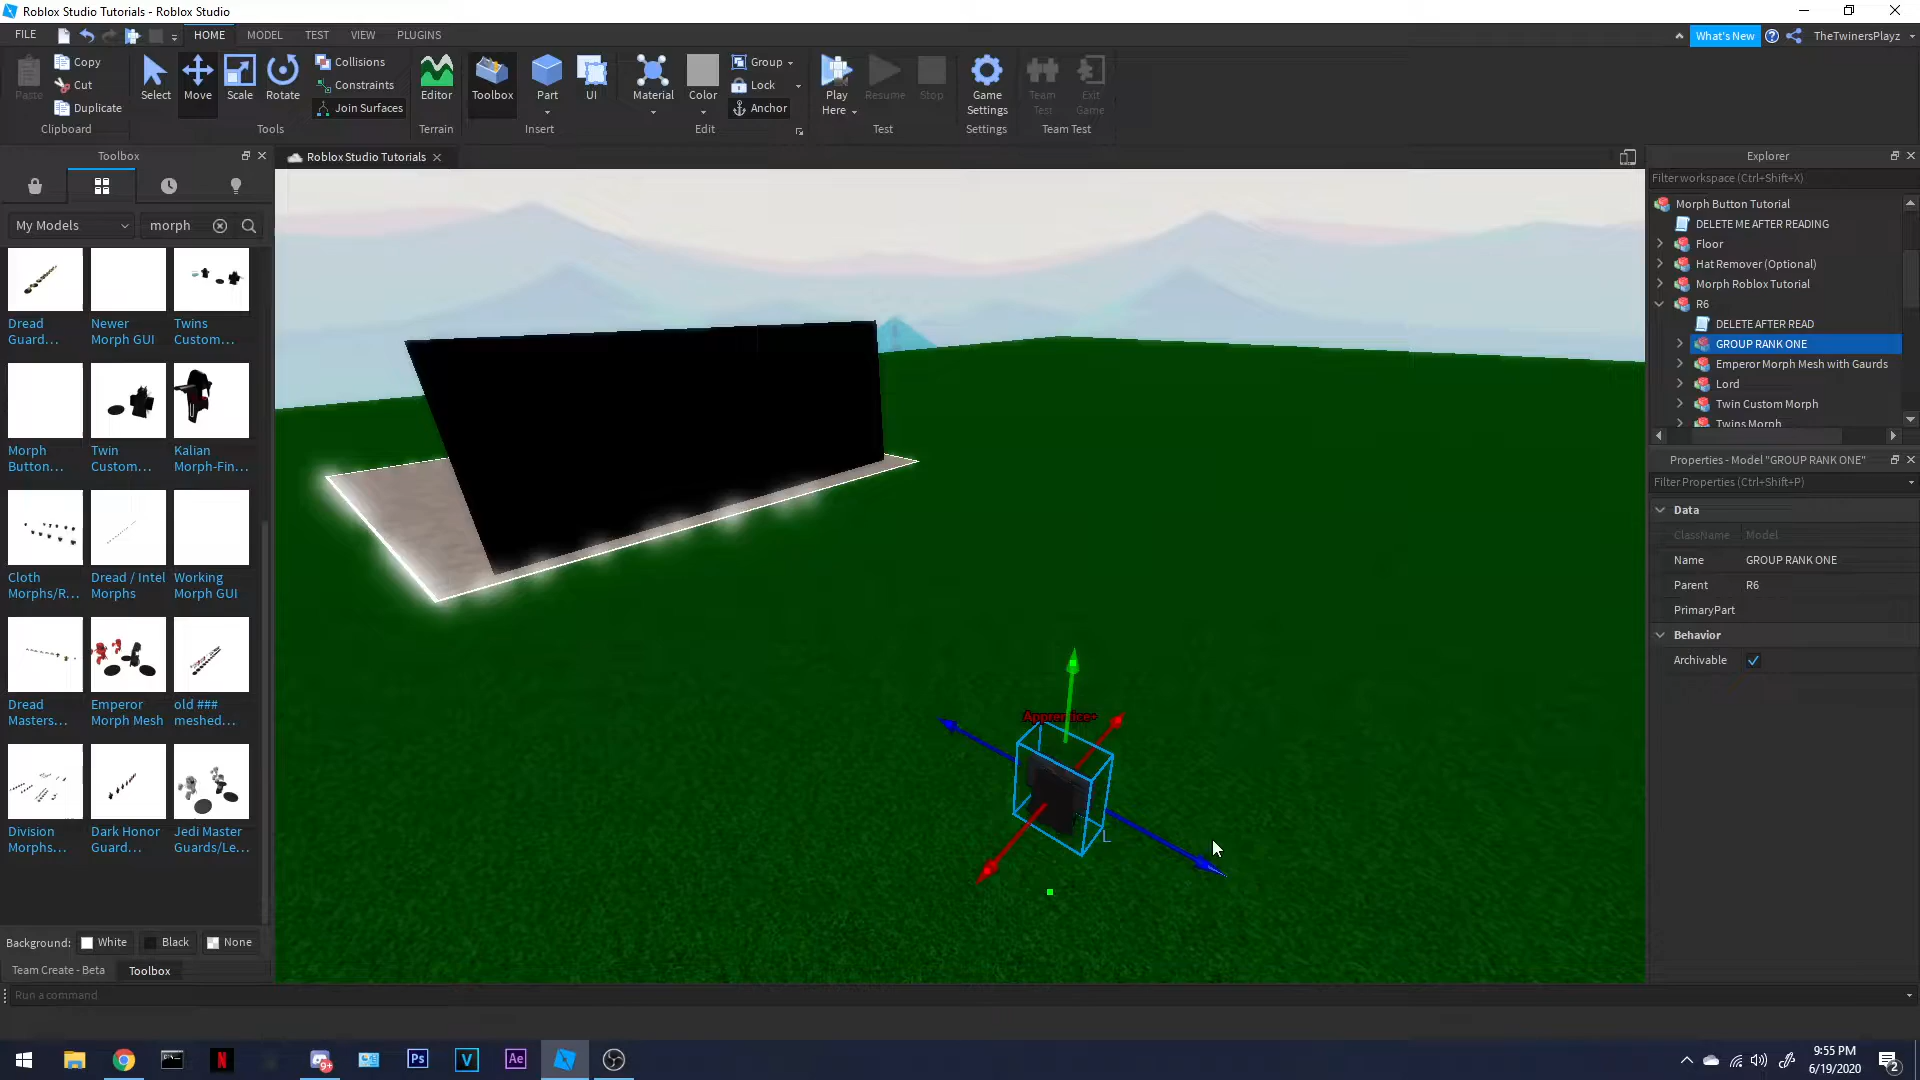 Roblox Studio Tutorials - Roblox Studio
FILE HOME MODEL TEST VIEW PLUGINS
What's New TheTwinersPlayz
Paste Copy Cut Duplicate
Clipboard
Select Move Scale Rotate
Collisions
Constraints
Join Surfaces
Tools
Editor
Terrain
Toolbox Part UI
Insert
Material Color
Group
Lock
Anchor
Edit
Play Here Resume Stop
Test
Game Settings
Settings
Team Test Exit Game
Team Test
Toolbox
My Models morph
Dread Guard...
Newer Morph GUI
Twins Custom...
Morph Button...
Twin Custom...
Kalian Morph-Fin...
Cloth Morphs/R...
Dread / Intel Morphs
Working Morph GUI
Dread Masters...
Emperor Morph Mesh
old ### meshed...
Division Morphs...
Dark Honor Guard...
Jedi Master Guards/Le...
Background: White Black None
Team Create - Beta Toolbox
Run a command
Roblox Studio Tutorials
Apprentice+
Explorer
Filter workspace (Ctrl+Shift+X)
Morph Button Tutorial
DELETE ME AFTER READING
Floor
Hat Remover (Optional)
Morph Roblox Tutorial
R6
DELETE AFTER READ
GROUP RANK ONE
Emperor Morph Mesh with Gaurds
Lord
Twin Custom Morph
Twins Morph
Properties - Model "GROUP RANK ONE"
Filter Properties (Ctrl+Shift+P)
Data
ClassName Model
Name GROUP RANK ONE
Parent R6
PrimaryPart
Behavior
Archivable
N 9+ Ps V Ae
9:55 PM
6/19/2020
2